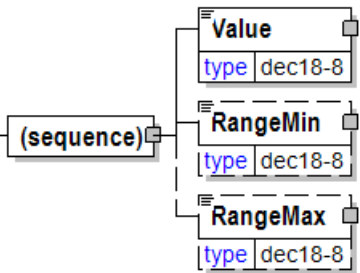 Value
type dec18-8
(sequence)
RangeMin
type dec18-8
RangeMax
type dec18-8